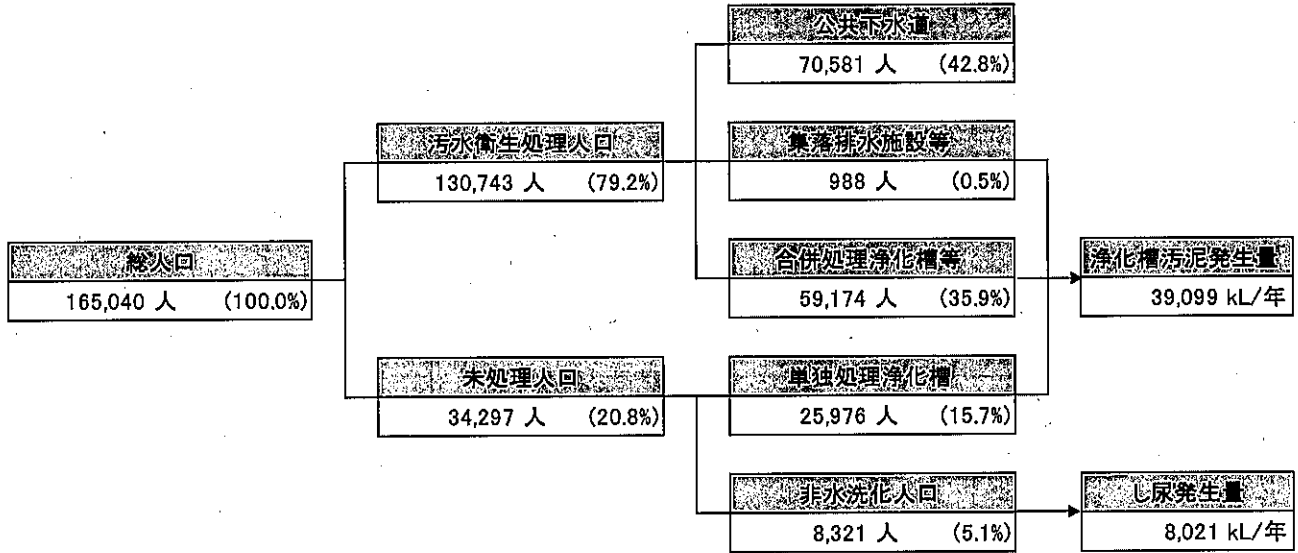 公共下水道
70,581 人 (42.8%)
汚水衛生処理人口
130,743 人 (79.2%)
集落排水施設等
988 人 (0.5%)
総人口
165,040 人 (100.0%)
合併処理浄化槽等
59,174 人 (35.9%)
浄化槽汚泥発生量
39,099 kL/年
未処理人口
34,297 人 (20.8%)
単独処理浄化槽
25,976 人 (15.7%)
非水洗化人口
8,321 人 (5.1%)
し尿発生量
8,021 kL/年